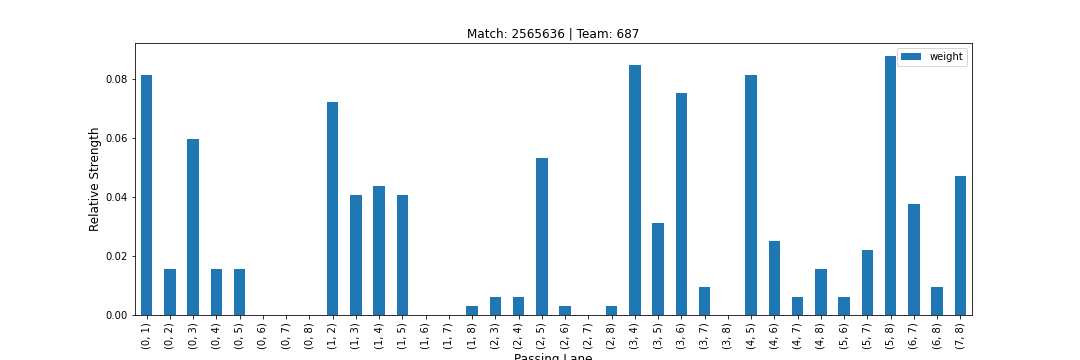 Match: 2565636 | Team: 687
weight
Relative Strength
0.08
0.06
0.04
0.02
0.00
(0, 1) (0, 2) (0, 3) (0, 4) (0, 5) (0, 6) (0, 7) (0, 8) (1, 2) (1, 3) (1, 4) (1, 5) (1, 6) (1, 7) (1, 8) (2, 3) (2, 4) (2, 5) (2, 6) (2, 7) (2, 8) (3, 4) (3, 5) (3, 6) (3, 7) (3, 8) (4, 5) (4, 6) (4, 7) (4, 8) (5, 6) (5, 7) (5, 8) (6, 7) (6, 8) (7, 8)
Passing Lane